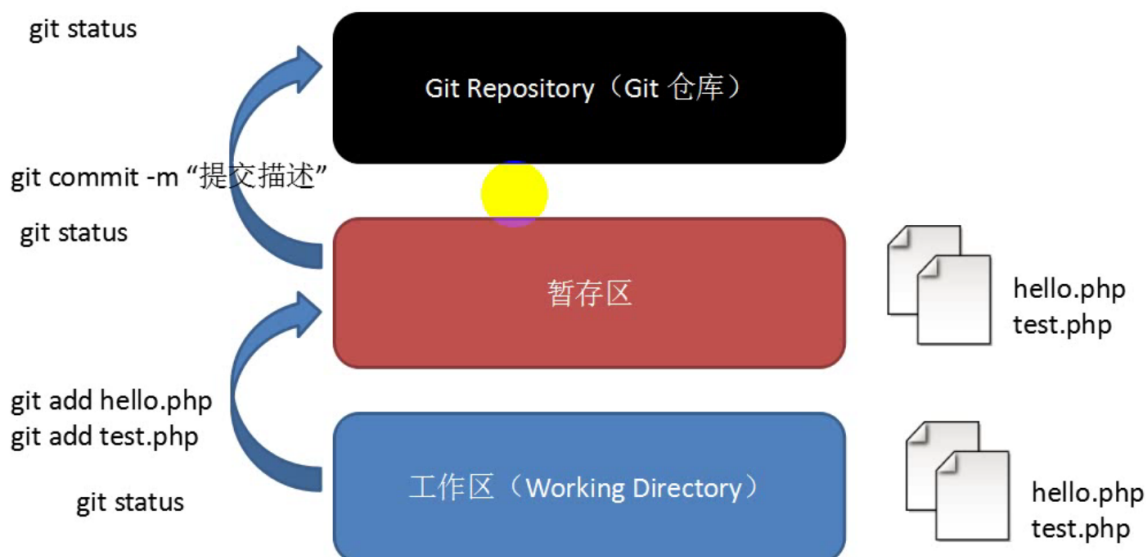 git status
Git Repository（Git 仓库）
git commit -m “提交描述”
git status
暂存区
hello.php
test.php
git add hello.php
git add test.php
git status
工作区（Working Directory）
hello.php
test.php